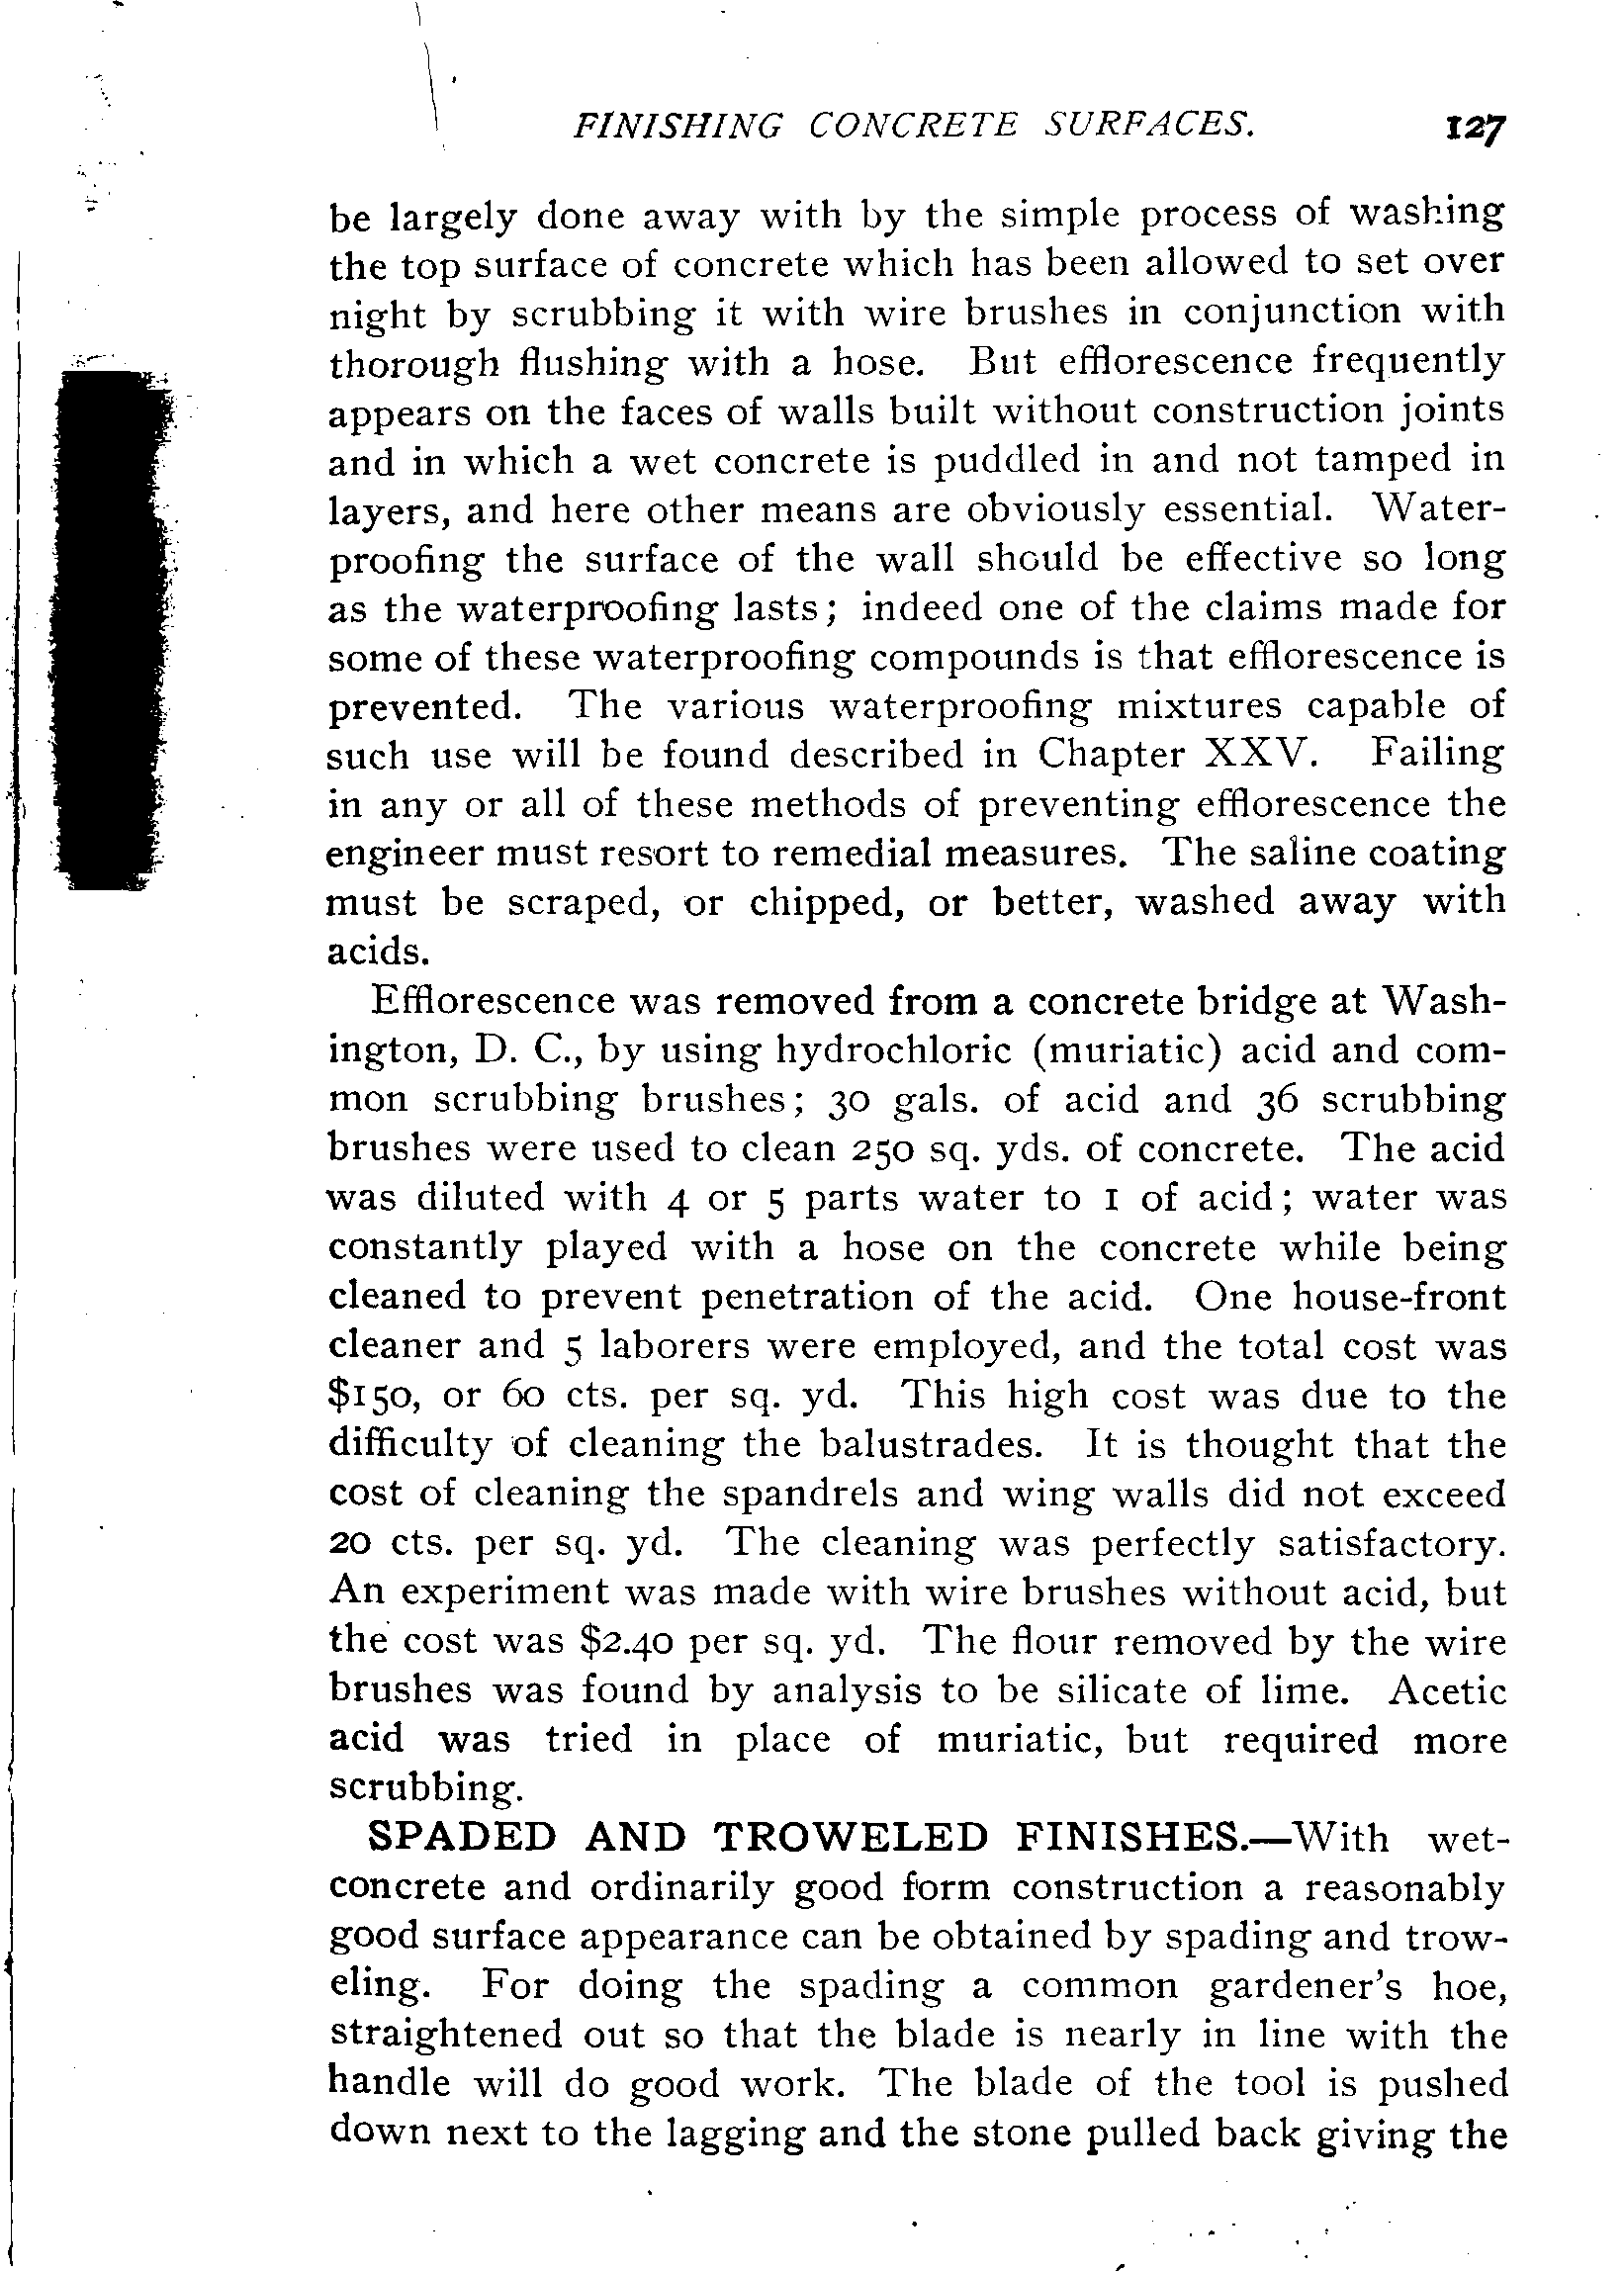 FINISHING CONCRETE SURFACES. 127
be largely done away with by the simple process of washing
the top surface of concrete which has been allowed to set over
night by scrubbing it with wire brushes in conjunction with
thorough flushing with a hose. But efflorescence frequently
appears on the faces of walls built without construction joints
and in which a wet concrete is puddled in and not tamped in
layers, and here other means are obviously essential. Water-
proofing the surface of the wall should be effective so long
as the waterproofing lasts; indeed one of the claims made for
some of these waterproofing compounds is that efflorescence is
prevented. The various waterproofing mixtures capable of
such use will be found described in Chapter XXV. Failing
in any or all of these methods of preventing efflorescence the
engineer must resort to remedial measures. The saline coating
must be scraped, or chipped, or better, washed away with
acids.
Efflorescence was removed from a concrete bridge at Wash-
ington, D. C., by using hydrochloric (muriatic) acid and com-
mon scrubbing brushes; 30 gals. of acid and 36 scrubbing
brushes were used to clean 250 sq. yds. of concrete. The acid
was diluted with 4 or 5 parts water to 1 of acid; water was
constantly played with a hose on the concrete while being
cleaned to prevent penetration of the acid. One house-front
cleaner and 5 laborers were employed, and the total cost was
$150, or 60 cts. per sq. yd. This high cost was due to the
difficulty of cleaning the balustrades. It is thought that the
cost of cleaning the spandrels and wing walls did not exceed
20 cts. per sq. yd. The cleaning was perfectly satisfactory.
An experiment was made with wire brushes without acid, but
the cost was $2.40 per sq. yd. The flour removed by the wire
brushes was found by analysis to be silicate of lime. Acetic
acid was tried in place of muriatic, but required more
scrubbing.
SPADED AND TROWELED FINISHES.—With wet-
concrete and ordinarily good form construction a reasonably
good surface appearance can be obtained by spading and trow-
eling. For doing the spading a common gardener's hoe,
straightened out so that the blade is nearly in line with the
handle will do good work. The blade of the tool is pushed
down next to the lagging and the stone pulled back giving the